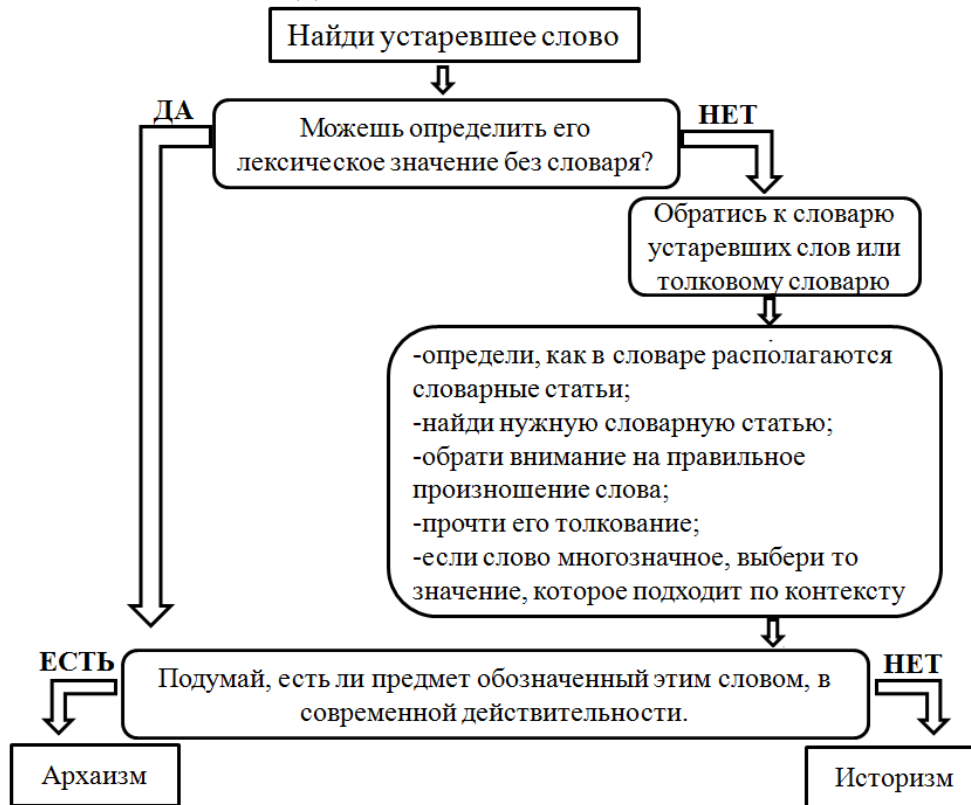 Найди устаревшее слово
ДА
НЕТ
Можешь определить его
лексическое значение без словаря?
Обратись к словарю
устаревших слов или
толковому словарю
-определи, как в словаре располагаются
словарные статьи;
-найди нужную словарную статью;
-обрати внимание на правильное
произношение слова;
-прочти его толкование;
-если слово многозначное, выбери то
значение, которое подходит по контексту
ЕСТЬ
НЕТ
Подумай, есть ли предмет обозначенный этим словом, в
современной действительности.
Архаизм
Историзм